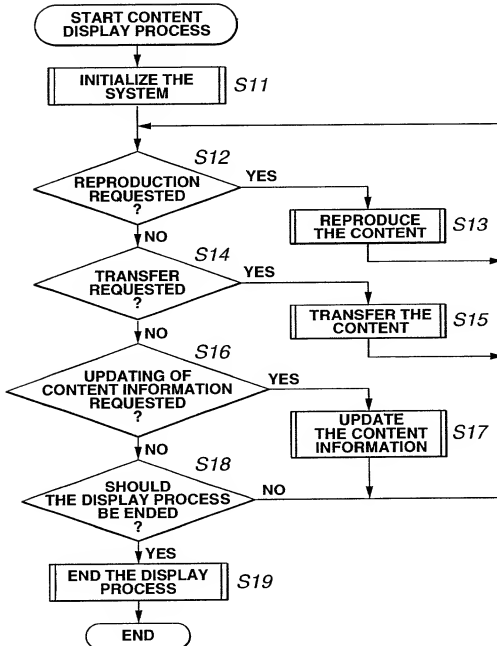 START CONTENT
DISPLAY PROCESS
INITIALIZE THE
SYSTEM
S11
S12
REPRODUCTION
REQUESTED
?
YES
REPRODUCE
THE CONTENT
S13
NO
S14
TRANSFER
REQUESTED
?
YES
TRANSFER THE
CONTENT
S15
NO
S16
UPDATING OF
CONTENT INFORMATION
REQUESTED
?
YES
UPDATE
THE CONTENT
INFORMATION
S17
NO
S18
SHOULD
THE DISPLAY PROCESS
BE ENDED
?
NO
YES
END THE DISPLAY
PROCESS
S19
END